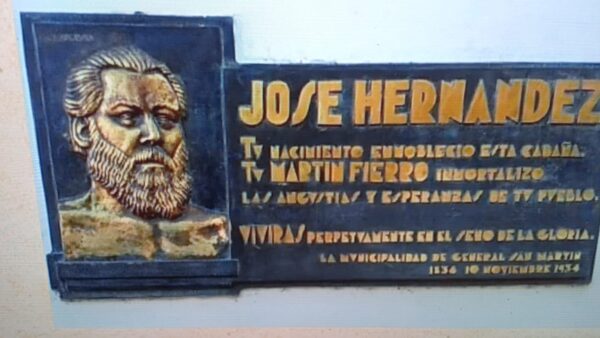 JOSE HERNANDEZ
TV NACIMIENTO ENNOBLECIO ESTA CABAÑA.
TV MARTIN FIERRO INMORTALIZO
LAS ANGVSTIAS Y ESPERANZAS DE TV PVEBLO.
VIVIRAS PERPETVAMENTE EN EL SENO DE LA GLORIA.
LA MVNICIPALIDAD DE GENERAL SAN MARTIN
1834 10 NOVIEMBRE 1934